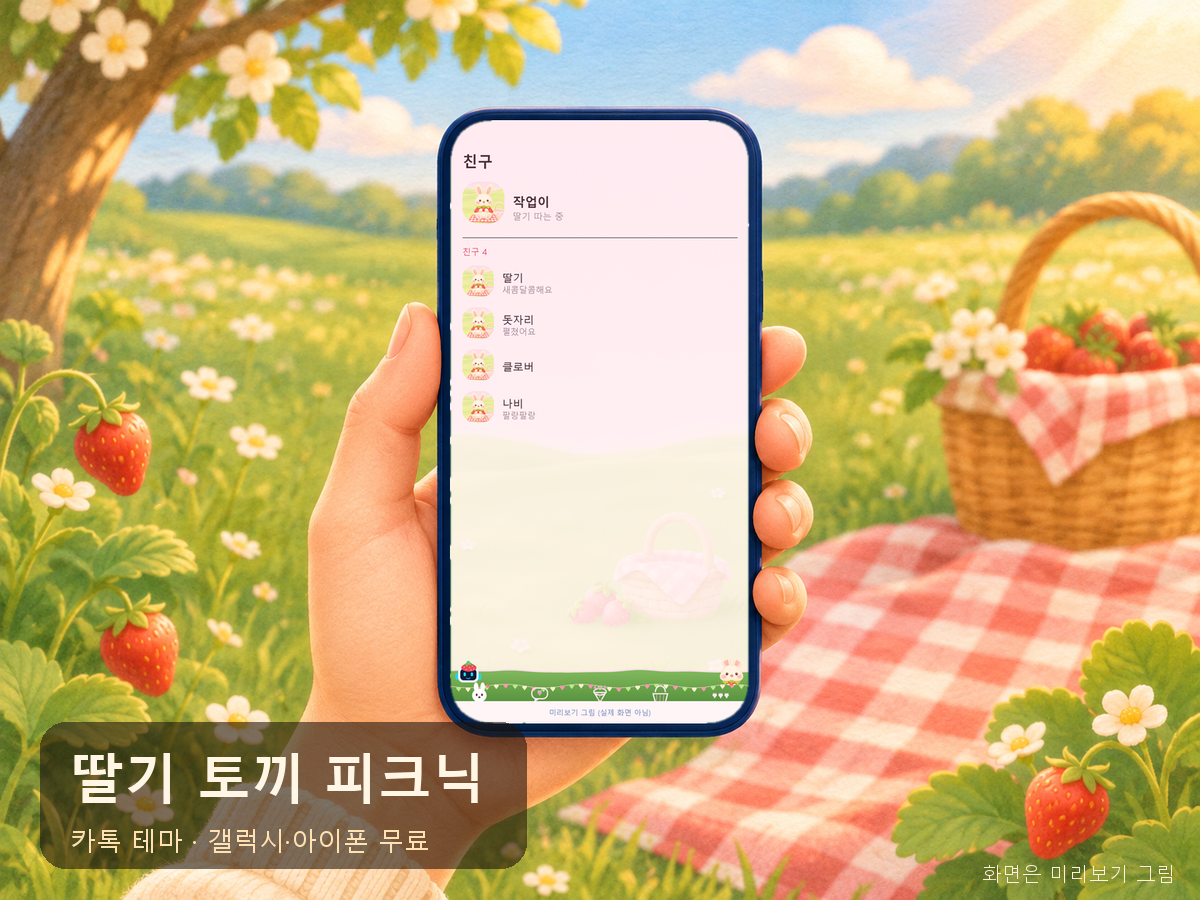 친구
작업이
딸기 따는 중
친구 4
딸기
새콤달콤해요
돗자리
펼쳤어요
클로버
나비
팔랑팔랑
미리보기 그림 (실제 화면 아님)
딸기 토끼 피크닉
카톡 테마 · 갤럭시·아이폰 무료
화면은 미리보기 그림